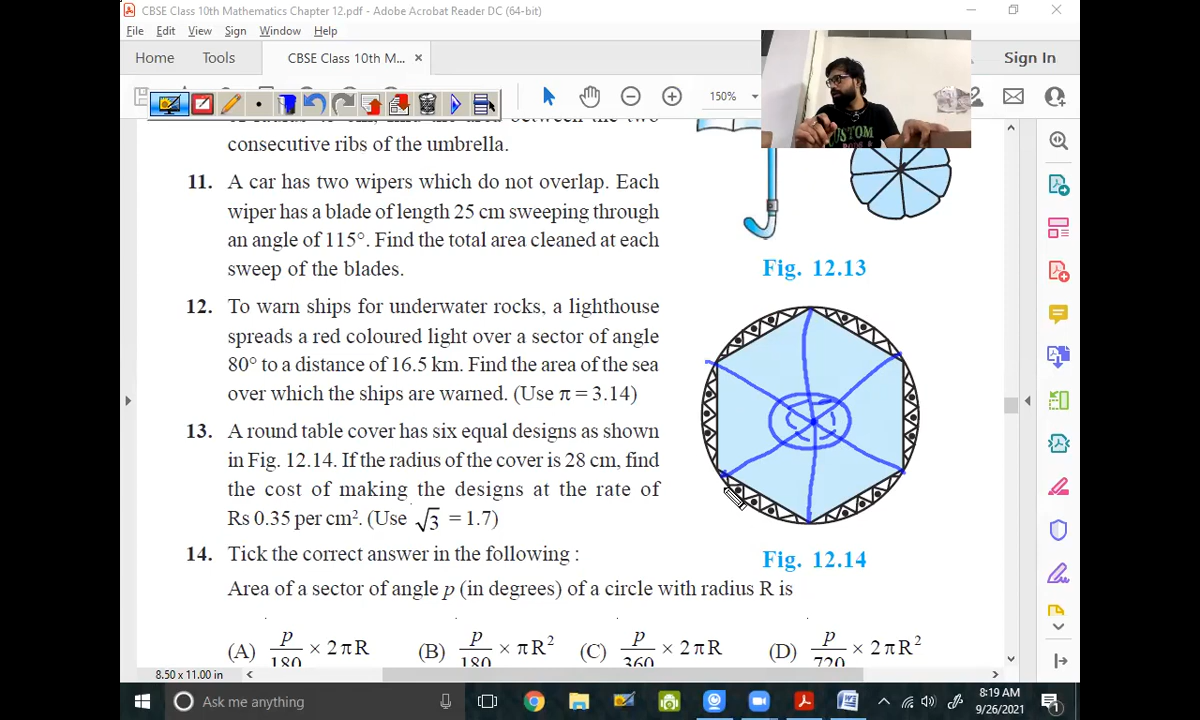 CBSE Class 10th Mathematics Chapter 12.pdf - Adobe Acrobat Reader DC (64-bit)
File Edit View Sign Window Help
Home Tools CBSE Class 10th M... × Sign In
150%
consecutive ribs of the umbrella.
11. A car has two wipers which do not overlap. Each
wiper has a blade of length 25 cm sweeping through
an angle of 115°. Find the total area cleaned at each
sweep of the blades.
Fig. 12.13
12. To warn ships for underwater rocks, a lighthouse
spreads a red coloured light over a sector of angle
80° to a distance of 16.5 km. Find the area of the sea
over which the ships are warned. (Use π = 3.14)
13. A round table cover has six equal designs as shown
in Fig. 12.14. If the radius of the cover is 28 cm, find
the cost of making the designs at the rate of
Rs 0.35 per cm². (Use √3 = 1.7)
Fig. 12.14
14. Tick the correct answer in the following :
Area of a sector of angle p (in degrees) of a circle with radius R is
(A) p/180 × 2πR (B) p/180 × πR² (C) p/360 × 2πR (D) p/720 × 2πR²
8.50 x 11.00 in
Ask me anything
8:19 AM
9/26/2021
CUSTOM